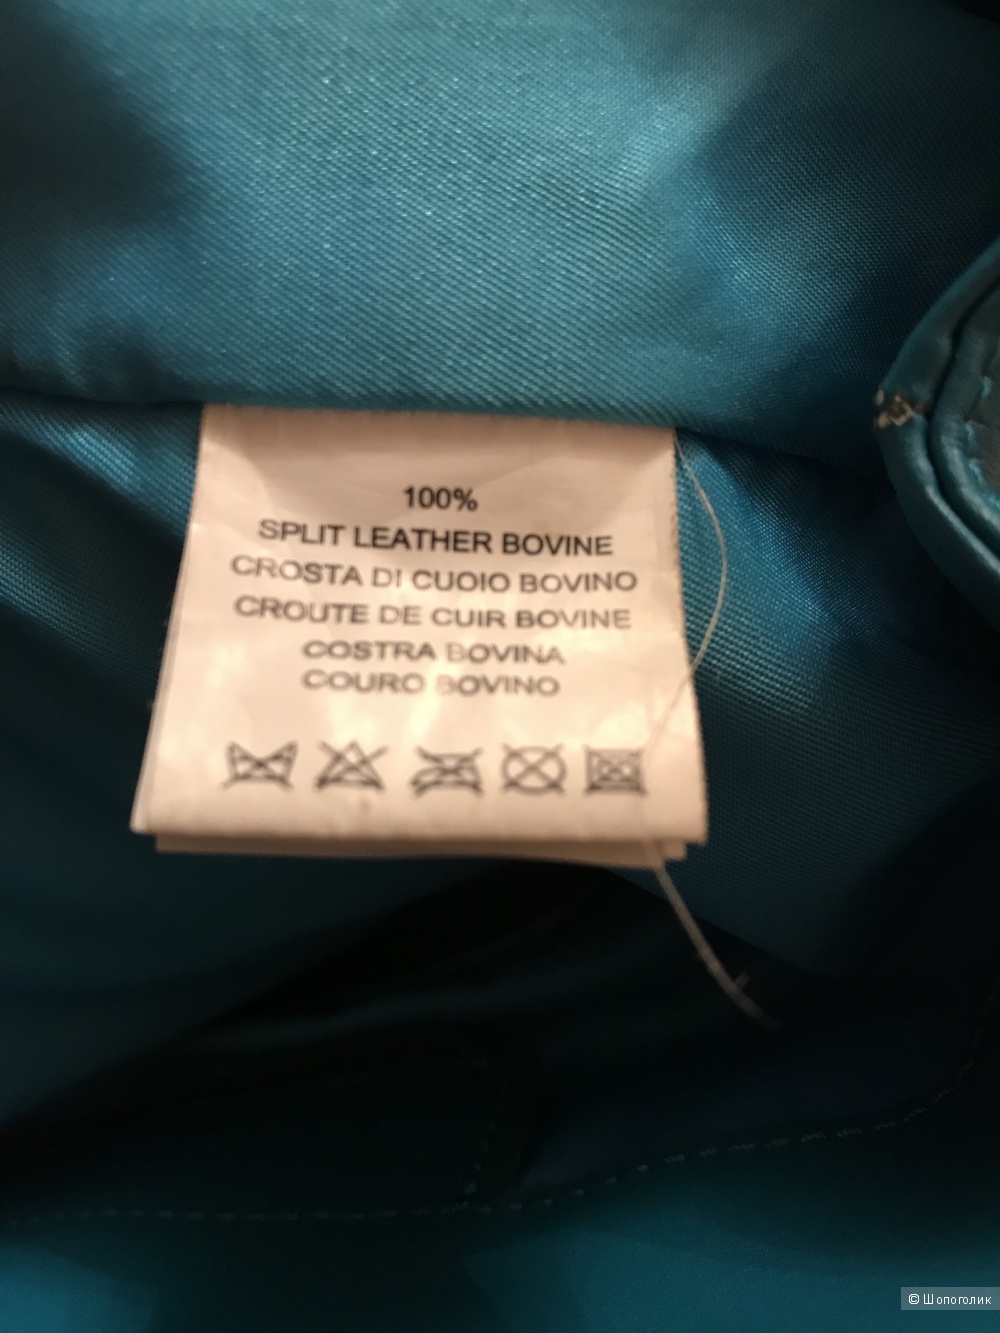 100%
SPLIT LEATHER BOVINE
CROSTA DI CUOIO BOVINO
CROUTE DE CUIR BOVINE
COSTRA BOVINA
COURO BOVINO
© Шопоголик